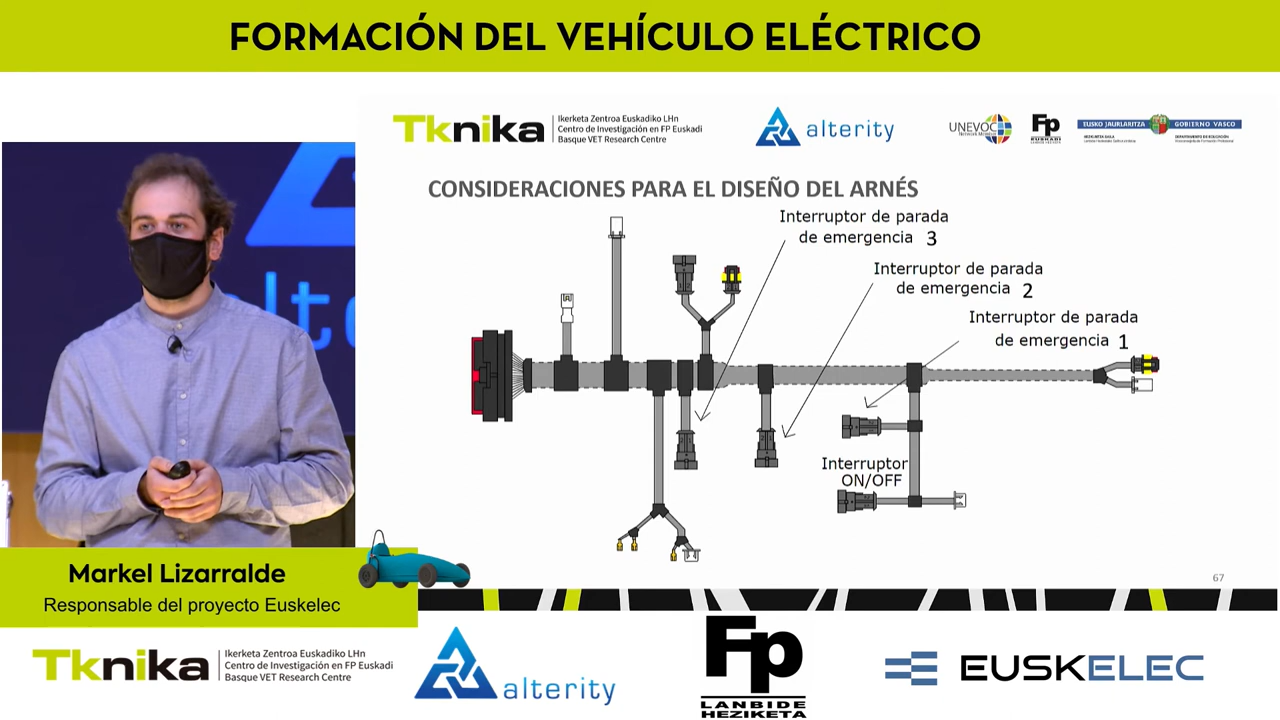 FORMACIÓN DEL VEHÍCULO ELÉCTRICO
Tknika
Ikerketa Zentroa Euskadiko LHn
Centro de Investigación en FP Euskadi
Basque VET Research Centre
alterity
UNEVOC
Fp
EUSKADI
EUSKO JAURLARITZA
GOBIERNO VASCO
CONSIDERACIONES PARA EL DISEÑO DEL ARNÉS
Interruptor de parada
de emergencia 3
Interruptor de parada
de emergencia 2
Interruptor de parada
de emergencia 1
Interruptor
ON/OFF
67
alte
Markel Lizarralde
Responsable del proyecto Euskelec
Tknika
Ikerketa Zentroa Euskadiko LHn
Centro de Investigación en FP Euskadi
Basque VET Research Centre
alterity
Fp
LANBIDE
HEZIKETA
EUSKELEC